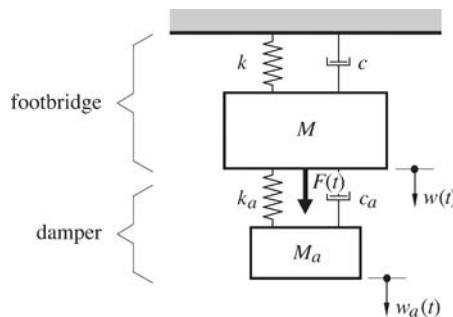 k
c
footbridge
M
F(t)
k_a
c_a
w(t)
damper
M_a
w_a(t)